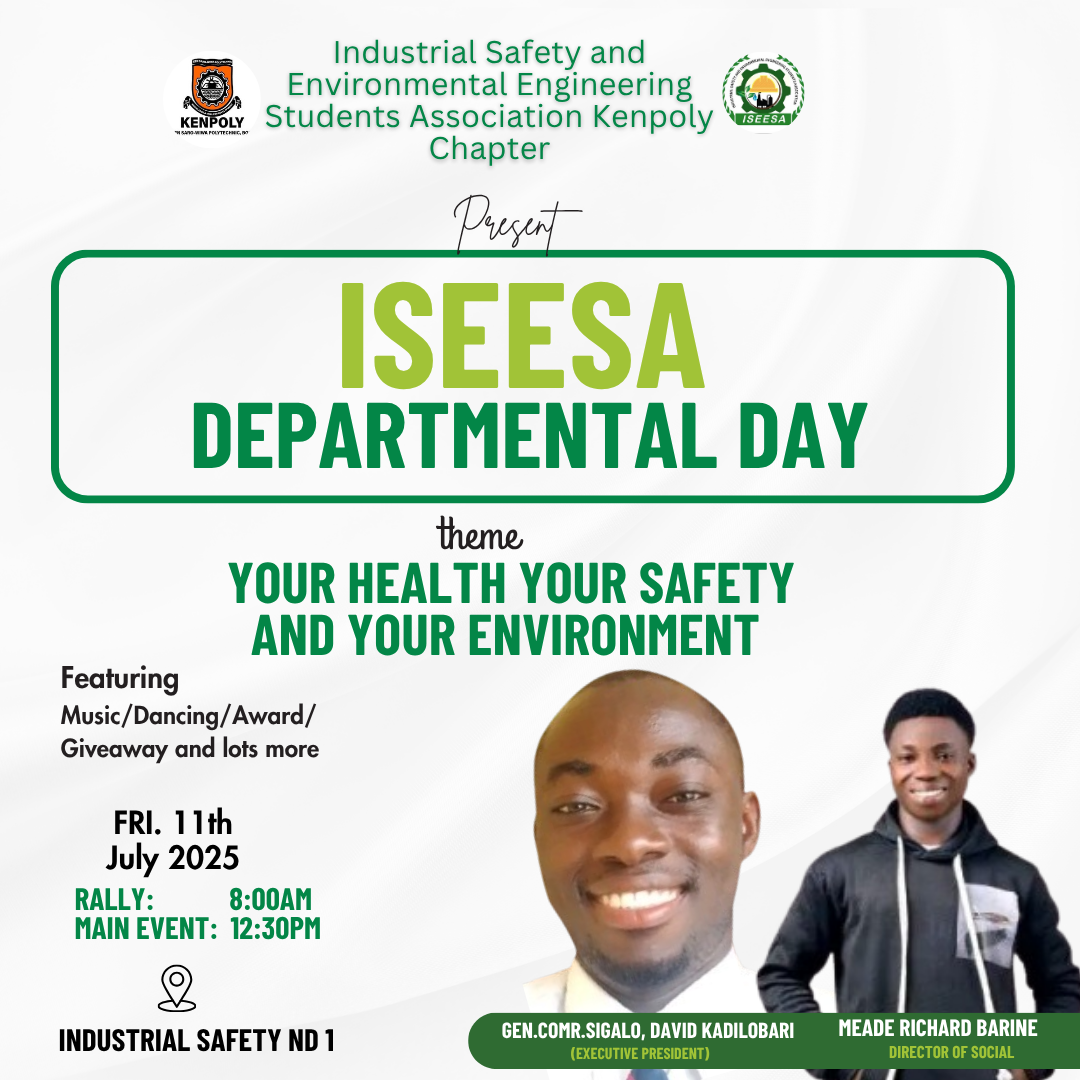 Industrial Safety and
Environmental Engineering
Students Association Kenpoly
Chapter
KENPOLY
ISEESA
Present
ISEESA
DEPARTMENTAL DAY
theme
YOUR HEALTH YOUR SAFETY
AND YOUR ENVIRONMENT
Featuring
Music/Dancing/Award/
Giveaway and lots more
FRI. 11th
July 2025
RALLY: 8:00AM
MAIN EVENT: 12:30PM
INDUSTRIAL SAFETY ND 1
GEN.COMR.SIGALO, DAVID KADILOBARI
(EXECUTIVE PRESIDENT)
MEADE RICHARD BARINE
DIRECTOR OF SOCIAL